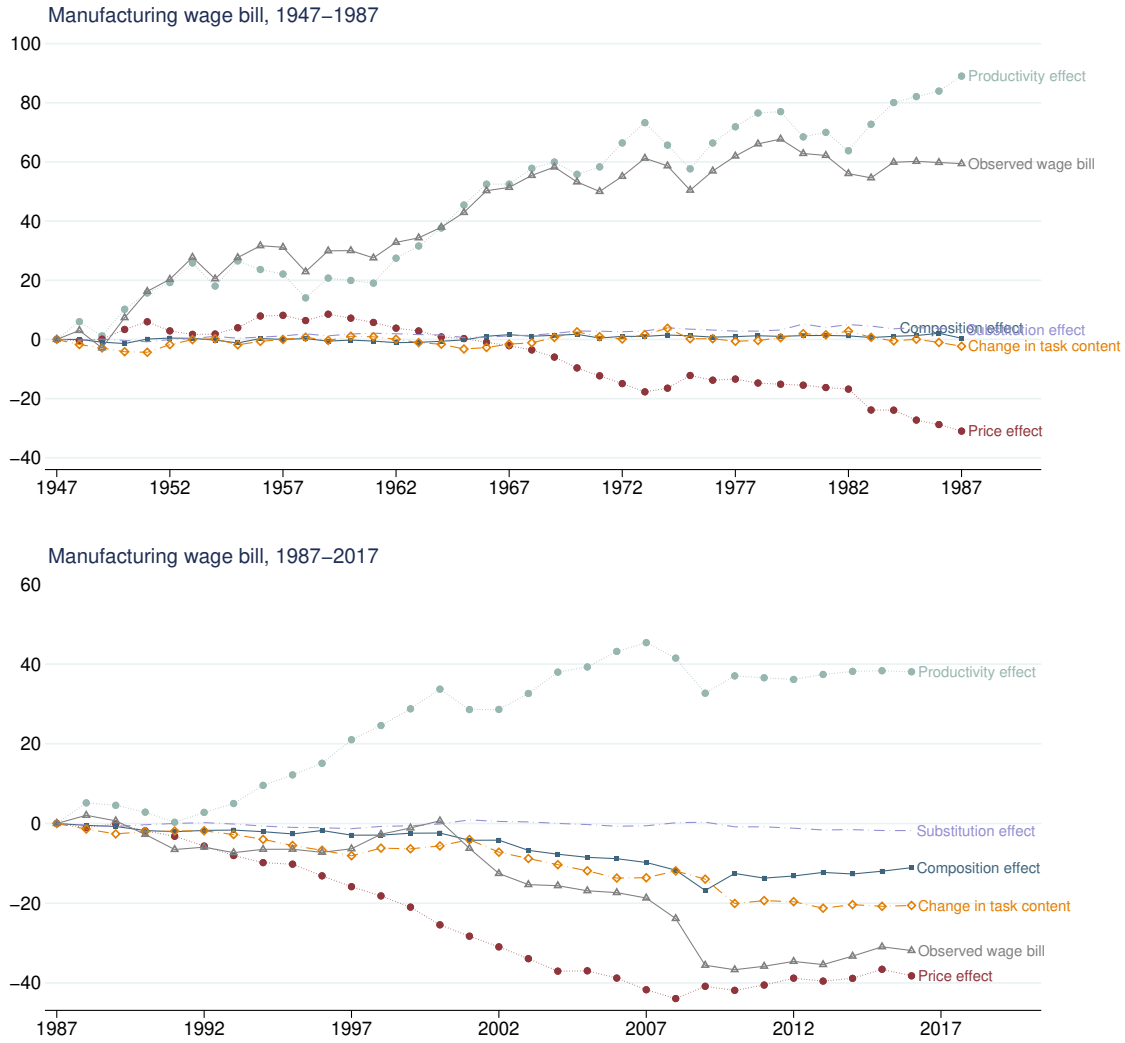 Manufacturing wage bill, 1947−1987
100
80
60
40
20
0
−20
−40
Productivity effect
Observed wage bill
Composition effect
Substitution effect
Change in task content
Price effect
1947 1952 1957 1962 1967 1972 1977 1982 1987
Manufacturing wage bill, 1987−2017
60
40
20
0
−20
−40
Productivity effect
Substitution effect
Composition effect
Change in task content
Observed wage bill
Price effect
1987 1992 1997 2002 2007 2012 2017